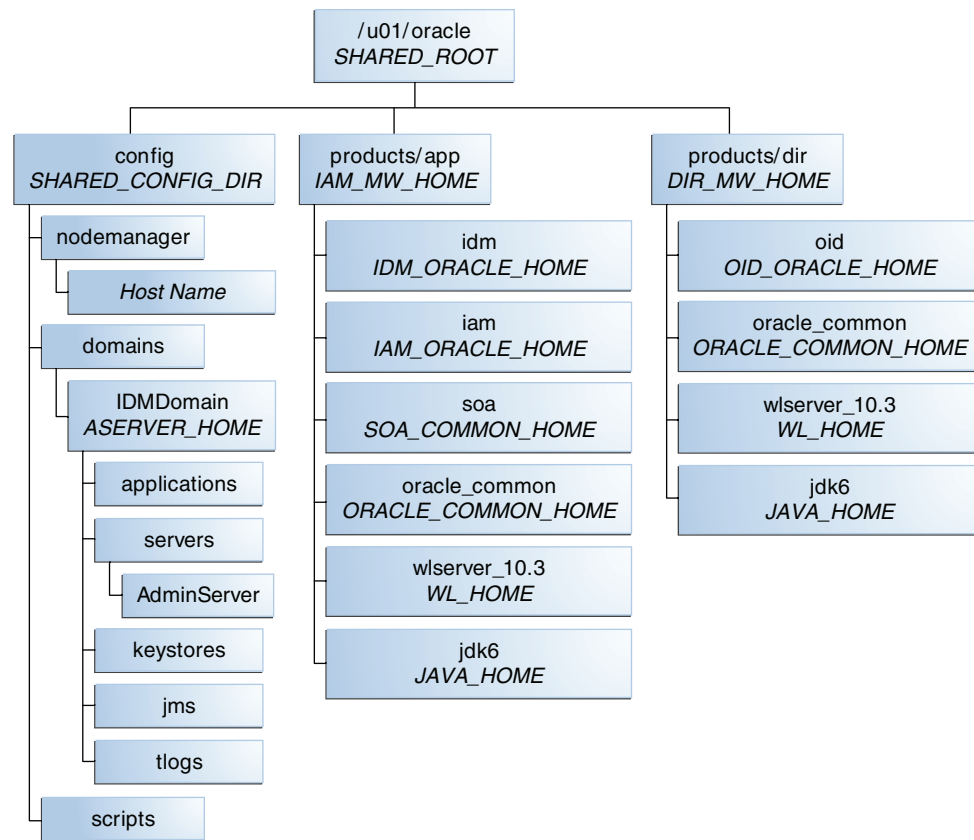 /u01/oracle
SHARED_ROOT
config
SHARED_CONFIG_DIR
nodemanager
Host Name
domains
IDMDomain
ASERVER_HOME
applications
servers
AdminServer
keystores
jms
tlogs
scripts
products/app
IAM_MW_HOME
idm
IDM_ORACLE_HOME
iam
IAM_ORACLE_HOME
soa
SOA_COMMON_HOME
oracle_common
ORACLE_COMMON_HOME
wlserver_10.3
WL_HOME
jdk6
JAVA_HOME
products/dir
DIR_MW_HOME
oid
OID_ORACLE_HOME
oracle_common
ORACLE_COMMON_HOME
wlserver_10.3
WL_HOME
jdk6
JAVA_HOME